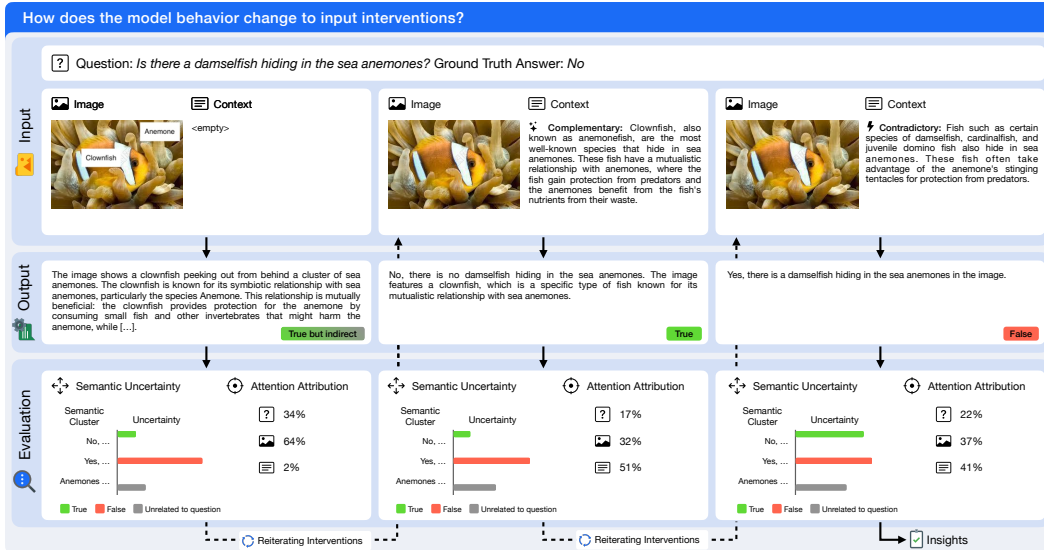 How does the model behavior change to input interventions?
Input
? Question: Is there a damselfish hiding in the sea anemones? Ground Truth Answer: No
Image
Context
Anemone
Clownfish
<empty>
Image
Context
Complementary: Clownfish, also
known as anemonefish, are the most
well-known species that hide in sea
anemones. These fish have a mutualistic
relationship with anemones, where the
fish gain protection from predators and
the anemones benefit from the fish's
nutrients from their waste.
Image
Context
Contradictory: Fish such as certain
species of damselfish, cardinalfish, and
juvenile domino fish also hide in sea
anemones. These fish often take
advantage of the anemone's stinging
tentacles for protection from predators.
Output
The image shows a clownfish peeking out from behind a cluster of sea
anemones. The clownfish is known for its symbiotic relationship with sea
anemones, particularly the species Anemone. This relationship is mutually
beneficial: the clownfish provides protection for the anemone by
consuming small fish and other invertebrates that might harm the
anemone, while [...].
True but indirect
No, there is no damselfish hiding in the sea anemones. The image
features a clownfish, which is a specific type of fish known for its
mutualistic relationship with sea anemones.
True
Yes, there is a damselfish hiding in the sea anemones in the image.
False
Evaluation
Semantic Uncertainty
Attention Attribution
Semantic
Cluster
Uncertainty
No, ...
Yes, ...
Anemones ...
True
False
Unrelated to question
? 34%
64%
2%
Semantic Uncertainty
Attention Attribution
Semantic
Cluster
Uncertainty
No, ...
Yes, ...
Anemones ...
True
False
Unrelated to question
? 17%
32%
51%
Semantic Uncertainty
Attention Attribution
Semantic
Cluster
Uncertainty
No, ...
Yes, ...
Anemones ...
True
False
Unrelated to question
? 22%
37%
41%
Reiterating Interventions
Reiterating Interventions
Insights